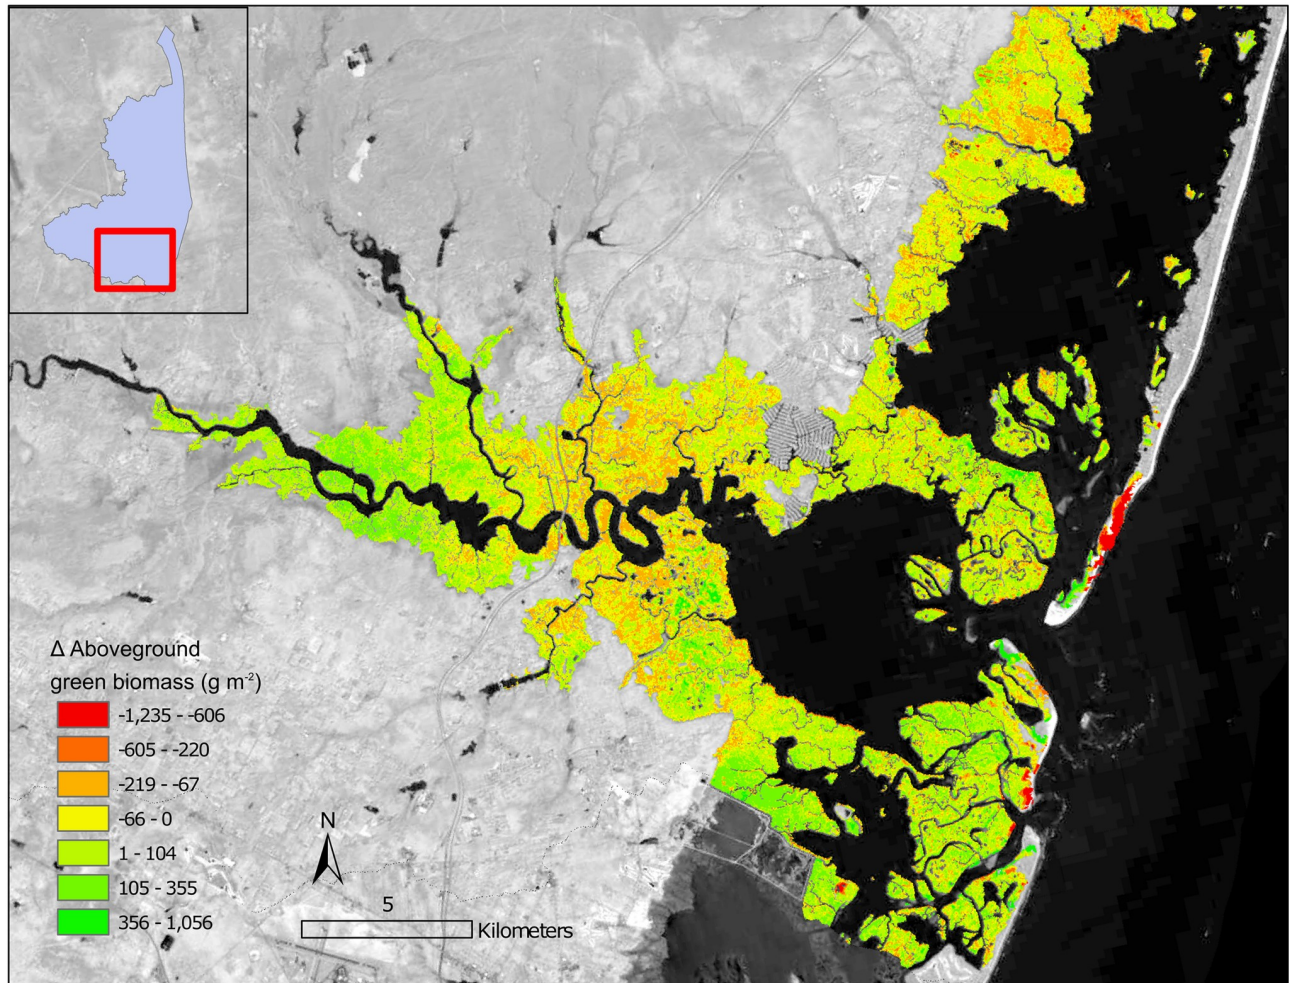 Δ Aboveground
green biomass (g m-2)
-1,235 - -606
-605 - -220
-219 - -67
-66 - 0
1 - 104
105 - 355
356 - 1,056
N
5
Kilometers